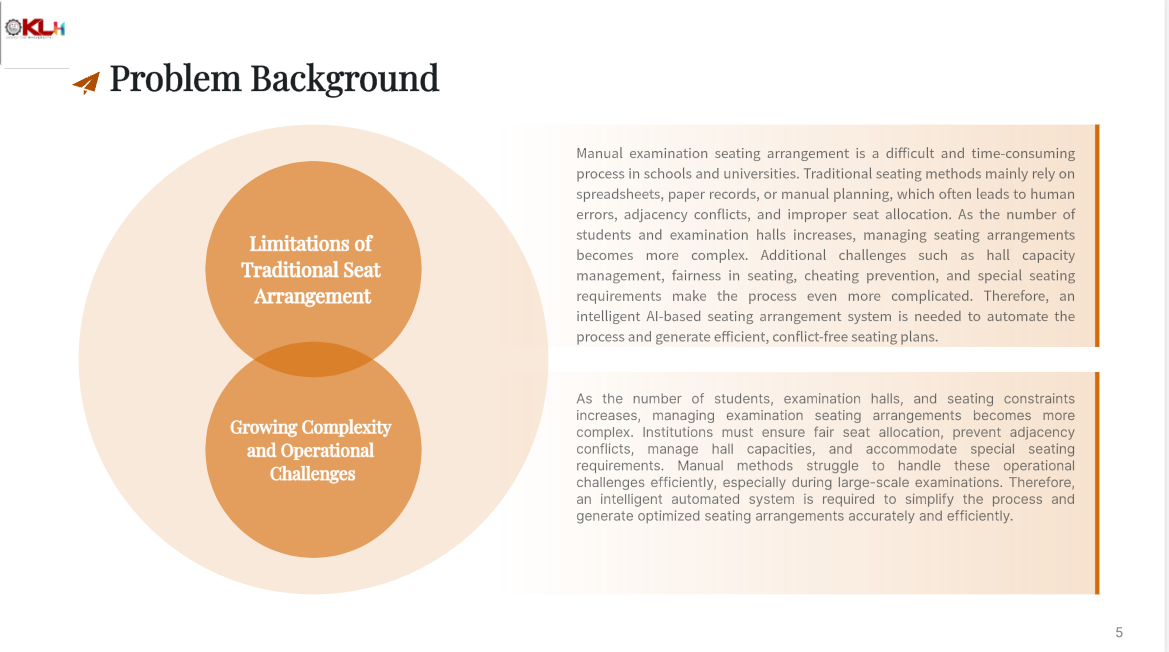 KLH
Problem Background
Limitations of
Traditional Seat
Arrangement
Growing Complexity
and Operational
Challenges
Manual examination seating arrangement is a difficult and time-consuming
process in schools and universities. Traditional seating methods mainly rely on
spreadsheets, paper records, or manual planning, which often leads to human
errors, adjacency conflicts, and improper seat allocation. As the number of
students and examination halls increases, managing seating arrangements
becomes more complex. Additional challenges such as hall capacity
management, fairness in seating, cheating prevention, and special seating
requirements make the process even more complicated. Therefore, an
intelligent AI-based seating arrangement system is needed to automate the
process and generate efficient, conflict-free seating plans.
As the number of students, examination halls, and seating constraints
increases, managing examination seating arrangements becomes more
complex. Institutions must ensure fair seat allocation, prevent adjacency
conflicts, manage hall capacities, and accommodate special seating
requirements. Manual methods struggle to handle these operational
challenges efficiently, especially during large-scale examinations. Therefore,
an intelligent automated system is required to simplify the process and
generate optimized seating arrangements accurately and efficiently.
5